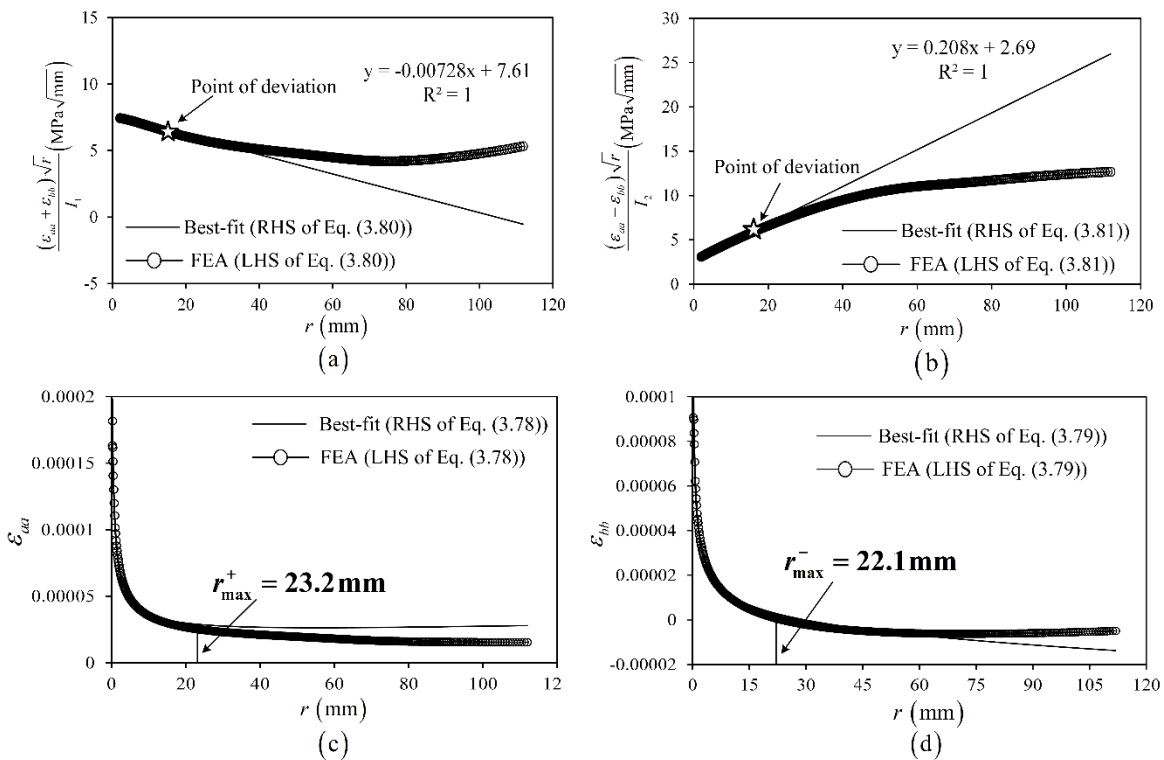 15
10
5
0
-5
0 20 40 60 80 100 120
(ε_aa + ε_bb)√r / I_1 (MPa√mm)
y = -0.00728x + 7.61
R² = 1
Point of deviation
Best-fit (RHS of Eq. (3.80))
FEA (LHS of Eq. (3.80))
r (mm)
(a)
30
25
20
15
10
5
0
0 20 40 60 80 100 120
(ε_aa − ε_bb)√r / I_2 (MPa√mm)
y = 0.208x + 2.69
R² = 1
Point of deviation
Best-fit (RHS of Eq. (3.81))
FEA (LHS of Eq. (3.81))
r (mm)
(b)
0.0002
0.00015
0.0001
0.00005
0
0 20 40 60 80 100 120
ε_aa
Best-fit (RHS of Eq. (3.78))
FEA (LHS of Eq. (3.78))
r⁺_max = 23.2mm
r (mm)
(c)
0.0001
0.00008
0.00006
0.00004
0.00002
0
-0.00002
0 15 30 45 60 75 90 105 120
ε_bb
Best-fit (RHS of Eq. (3.79))
FEA (LHS of Eq. (3.79))
r⁻_max = 22.1mm
r (mm)
(d)